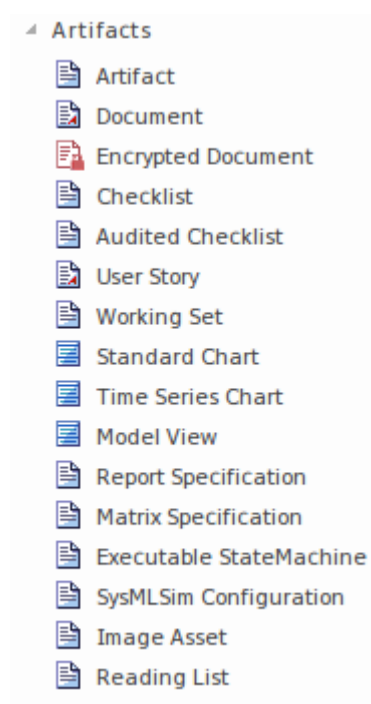 Artifacts
Artifact
Document
Encrypted Document
Checklist
Audited Checklist
User Story
Working Set
Standard Chart
Time Series Chart
Model View
Report Specification
Matrix Specification
Executable StateMachine
SysMLSim Configuration
Image Asset
Reading List